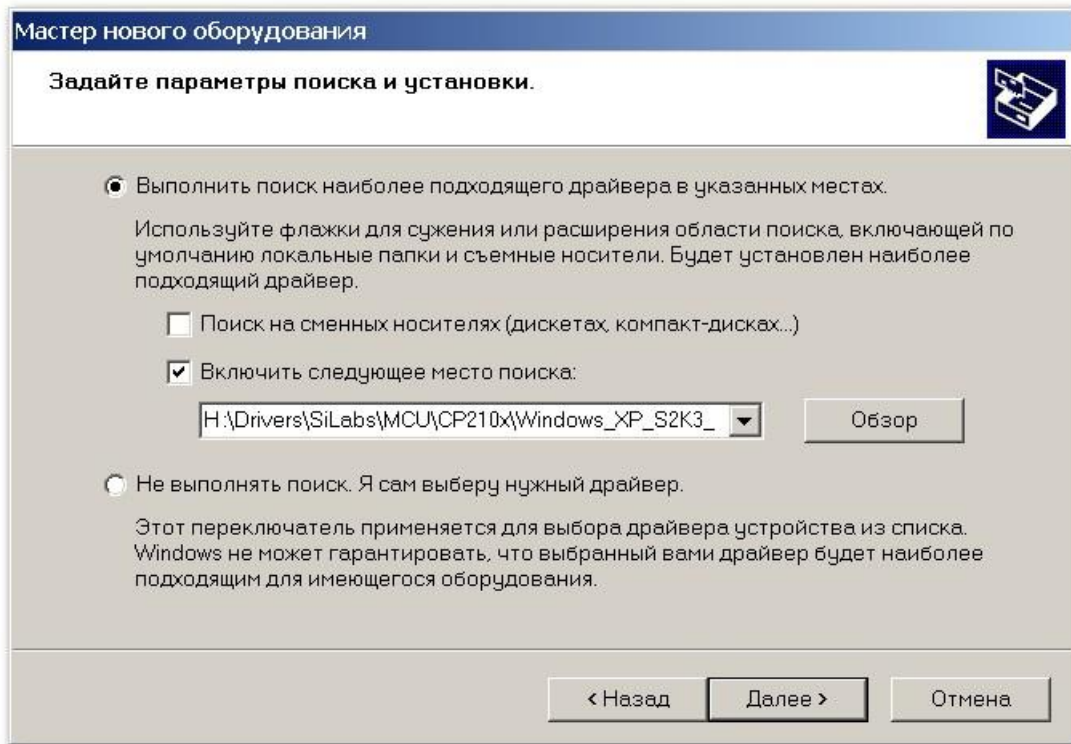 Мастер нового оборудования
Задайте параметры поиска и установки.
Выполнить поиск наиболее подходящего драйвера в указанных местах.
Используйте флажки для сужения или расширения области поиска, включающей по
умолчанию локальные папки и съемные носители. Будет установлен наиболее
подходящий драйвер.
Поиск на сменных носителях (дискетах, компакт-дисках...)
Включить следующее место поиска:
H:\Drivers\SiLabs\MCU\CP210x\Windows_XP_S2K3_
Обзор
Не выполнять поиск. Я сам выберу нужный драйвер.
Этот переключатель применяется для выбора драйвера устройства из списка.
Windows не может гарантировать, что выбранный вами драйвер будет наиболее
подходящим для имеющегося оборудования.
< Назад
Далее >
Отмена